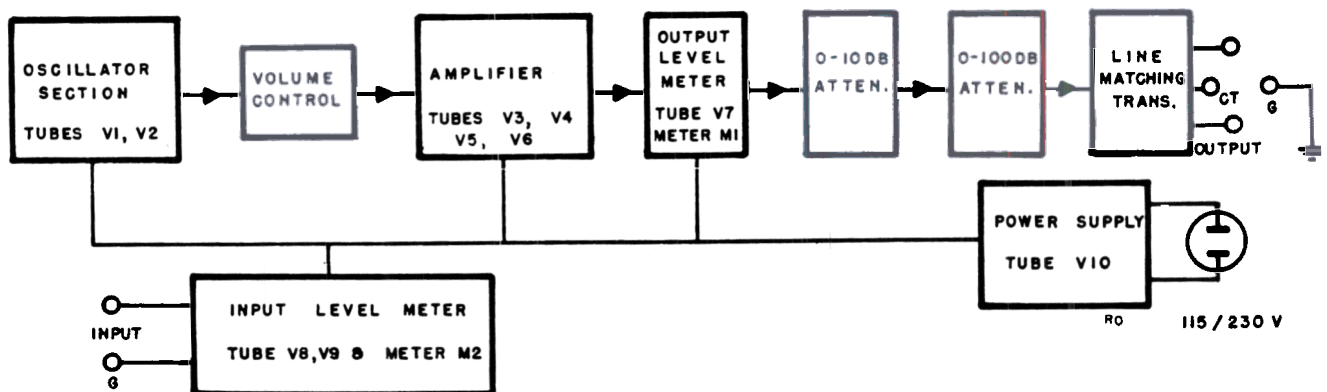 OSCILLATOR
SECTION
TUBES V1, V2
VOLUME
CONTROL
AMPLIFIER
TUBES V3, V4
V5, V6
OUTPUT
LEVEL
METER
TUBE V7
METER M1
0-10DB
ATTEN.
0-100DB
ATTEN.
LINE
MATCHING
TRANS.
CT
G
OUTPUT
POWER SUPPLY
TUBE V10
RD
115/230 V
INPUT
G
INPUT LEVEL METER
TUBE V8,V9 & METER M2